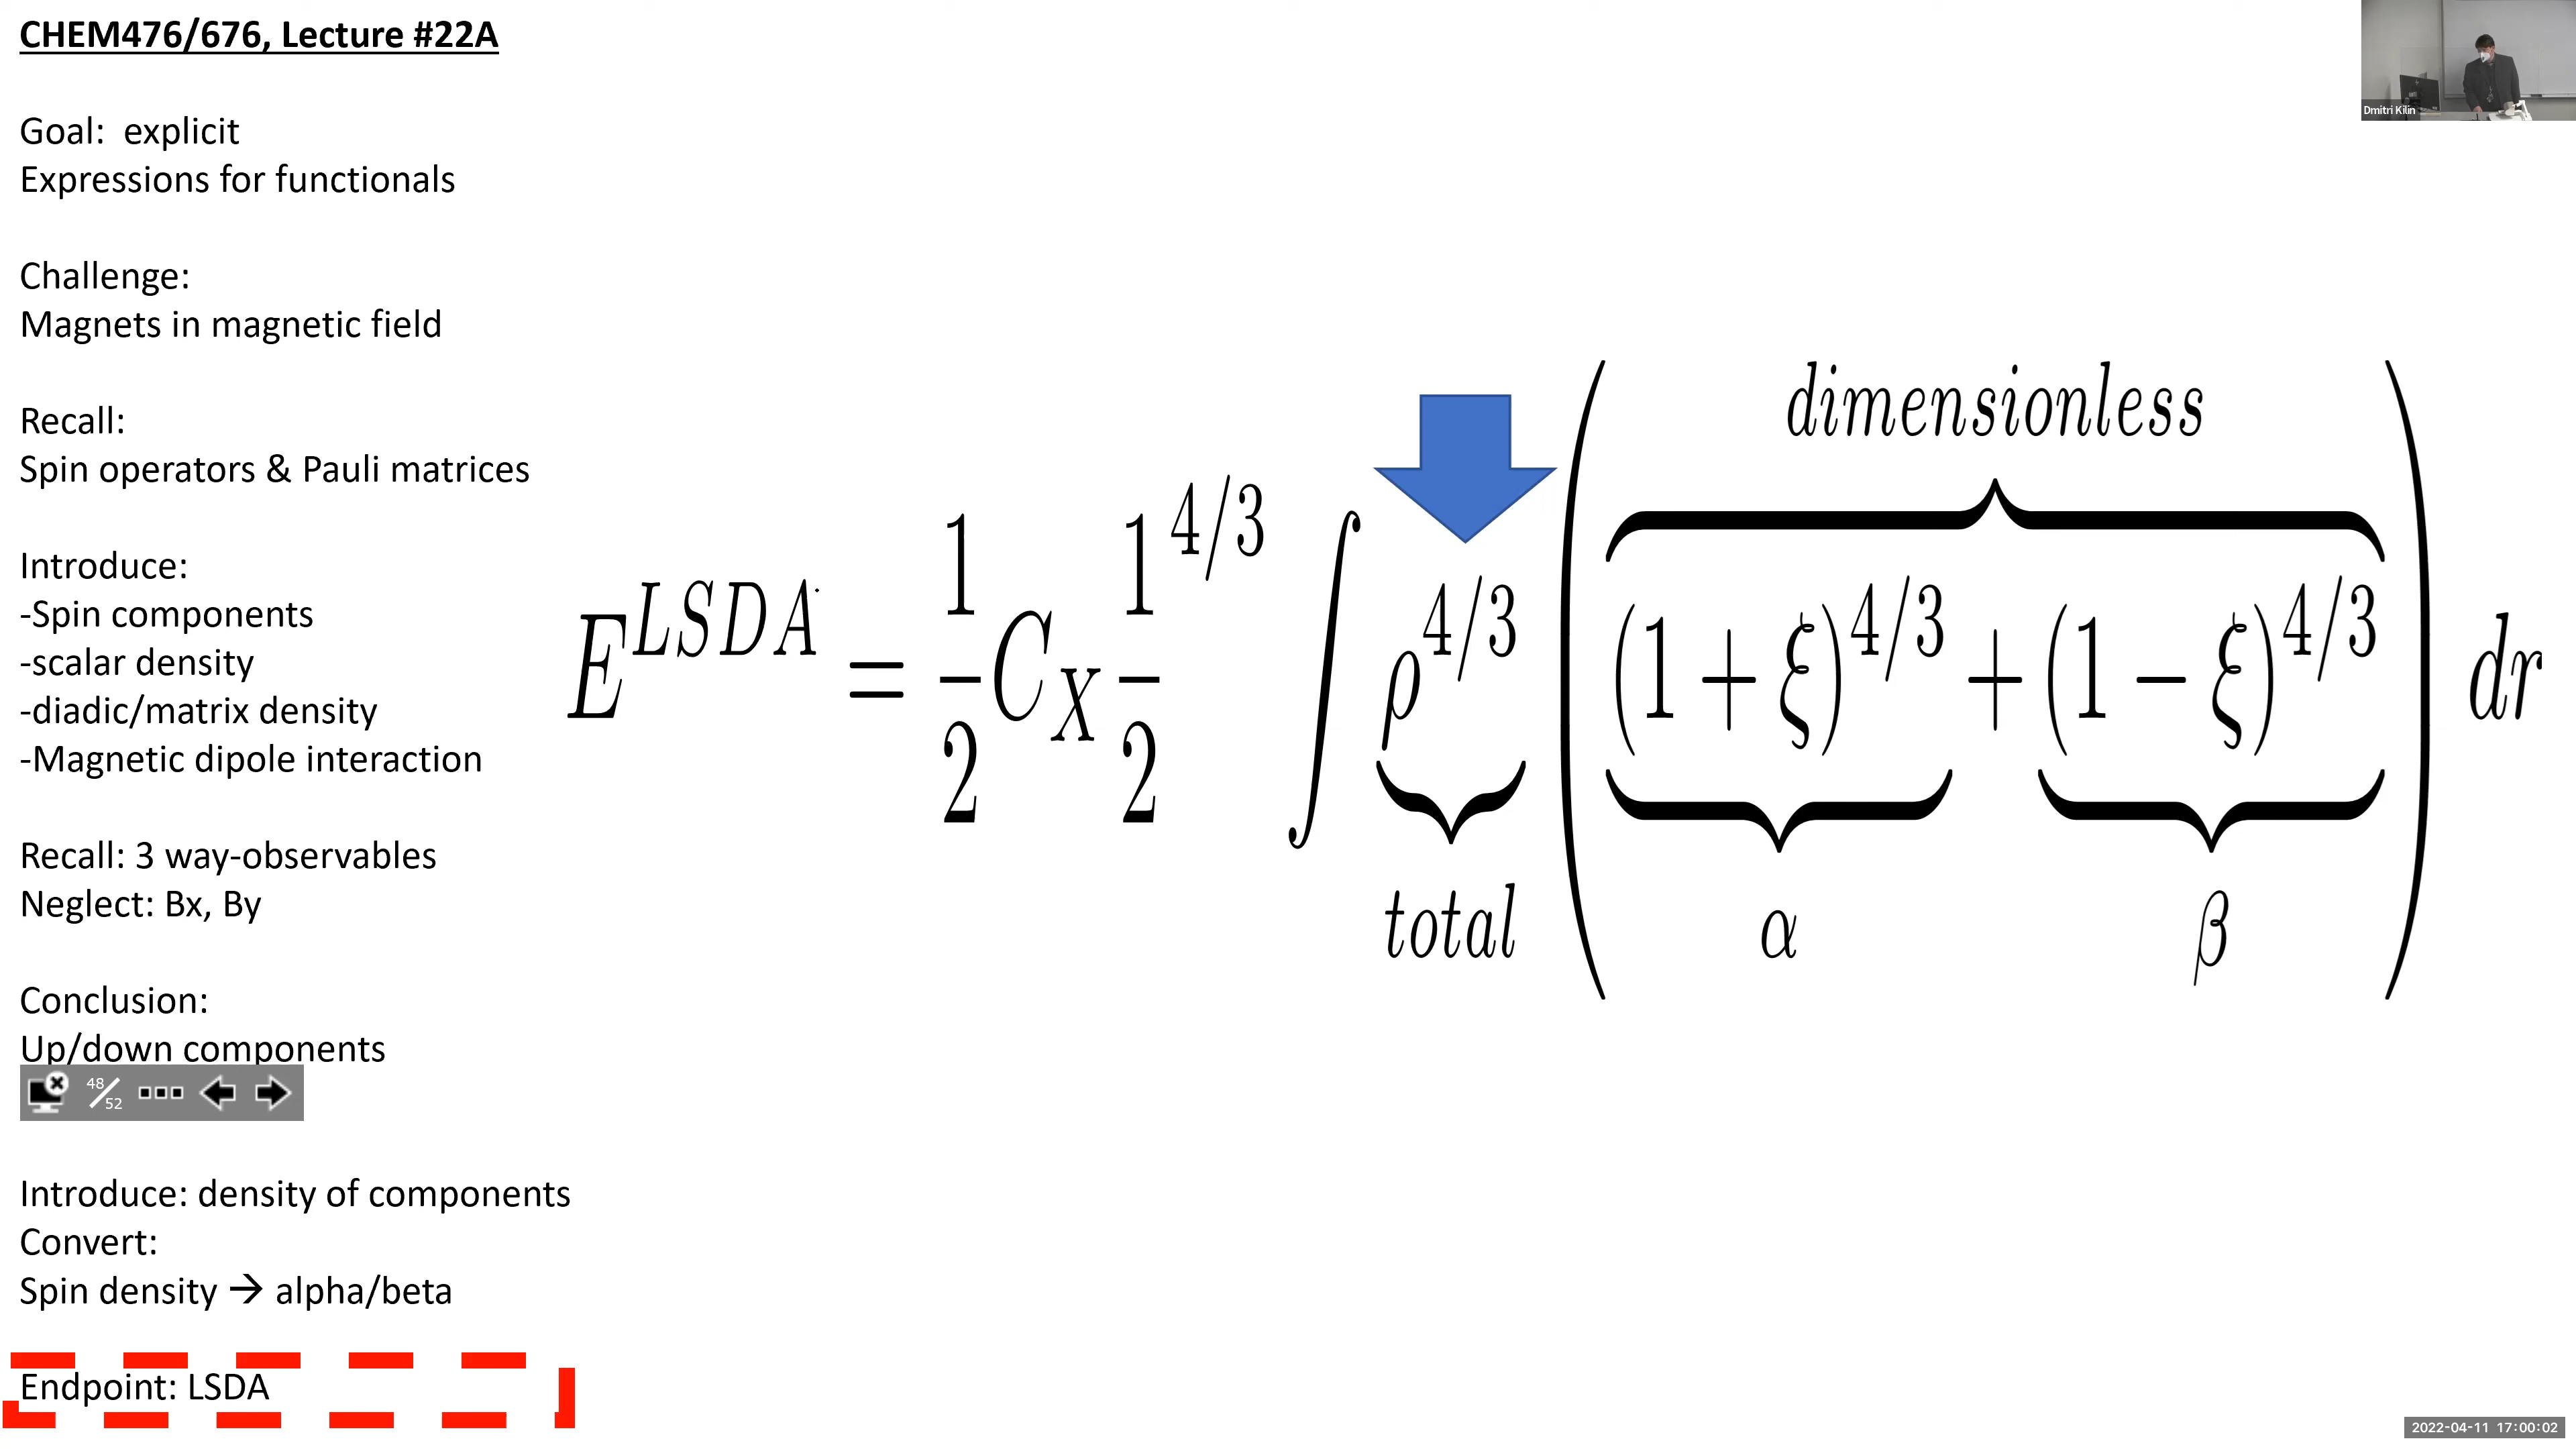 CHEM476/676, Lecture #22A
Dmitri Kilin
Goal:  explicit
Expressions for functionals
Challenge:
Magnets in magnetic field
Recall:
Spin operators & Pauli matrices
Introduce:
-Spin components
-scalar density
-diadic/matrix density
-Magnetic dipole interaction
Recall: 3 way-observables
Neglect: Bx, By
Conclusion:
Up/down components
48/52
Introduce: density of components
Convert:
Spin density → alpha/beta
Endpoint: LSDA
dimensionless
E^{LSDA} = \frac{1}{2} C_X \frac{1}{2}^{4/3} ∫ ρ^{4/3} ( (1 + ξ)^{4/3} + (1 − ξ)^{4/3} ) dr
total α β
2022-04-11 17:00:02